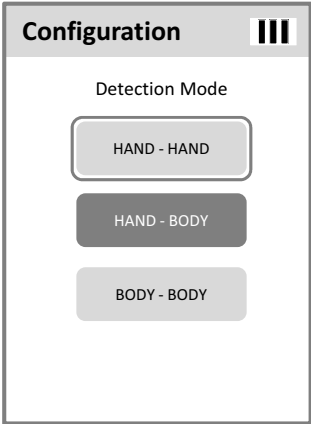 Configuration
Detection Mode
HAND - HAND
HAND - BODY
BODY - BODY